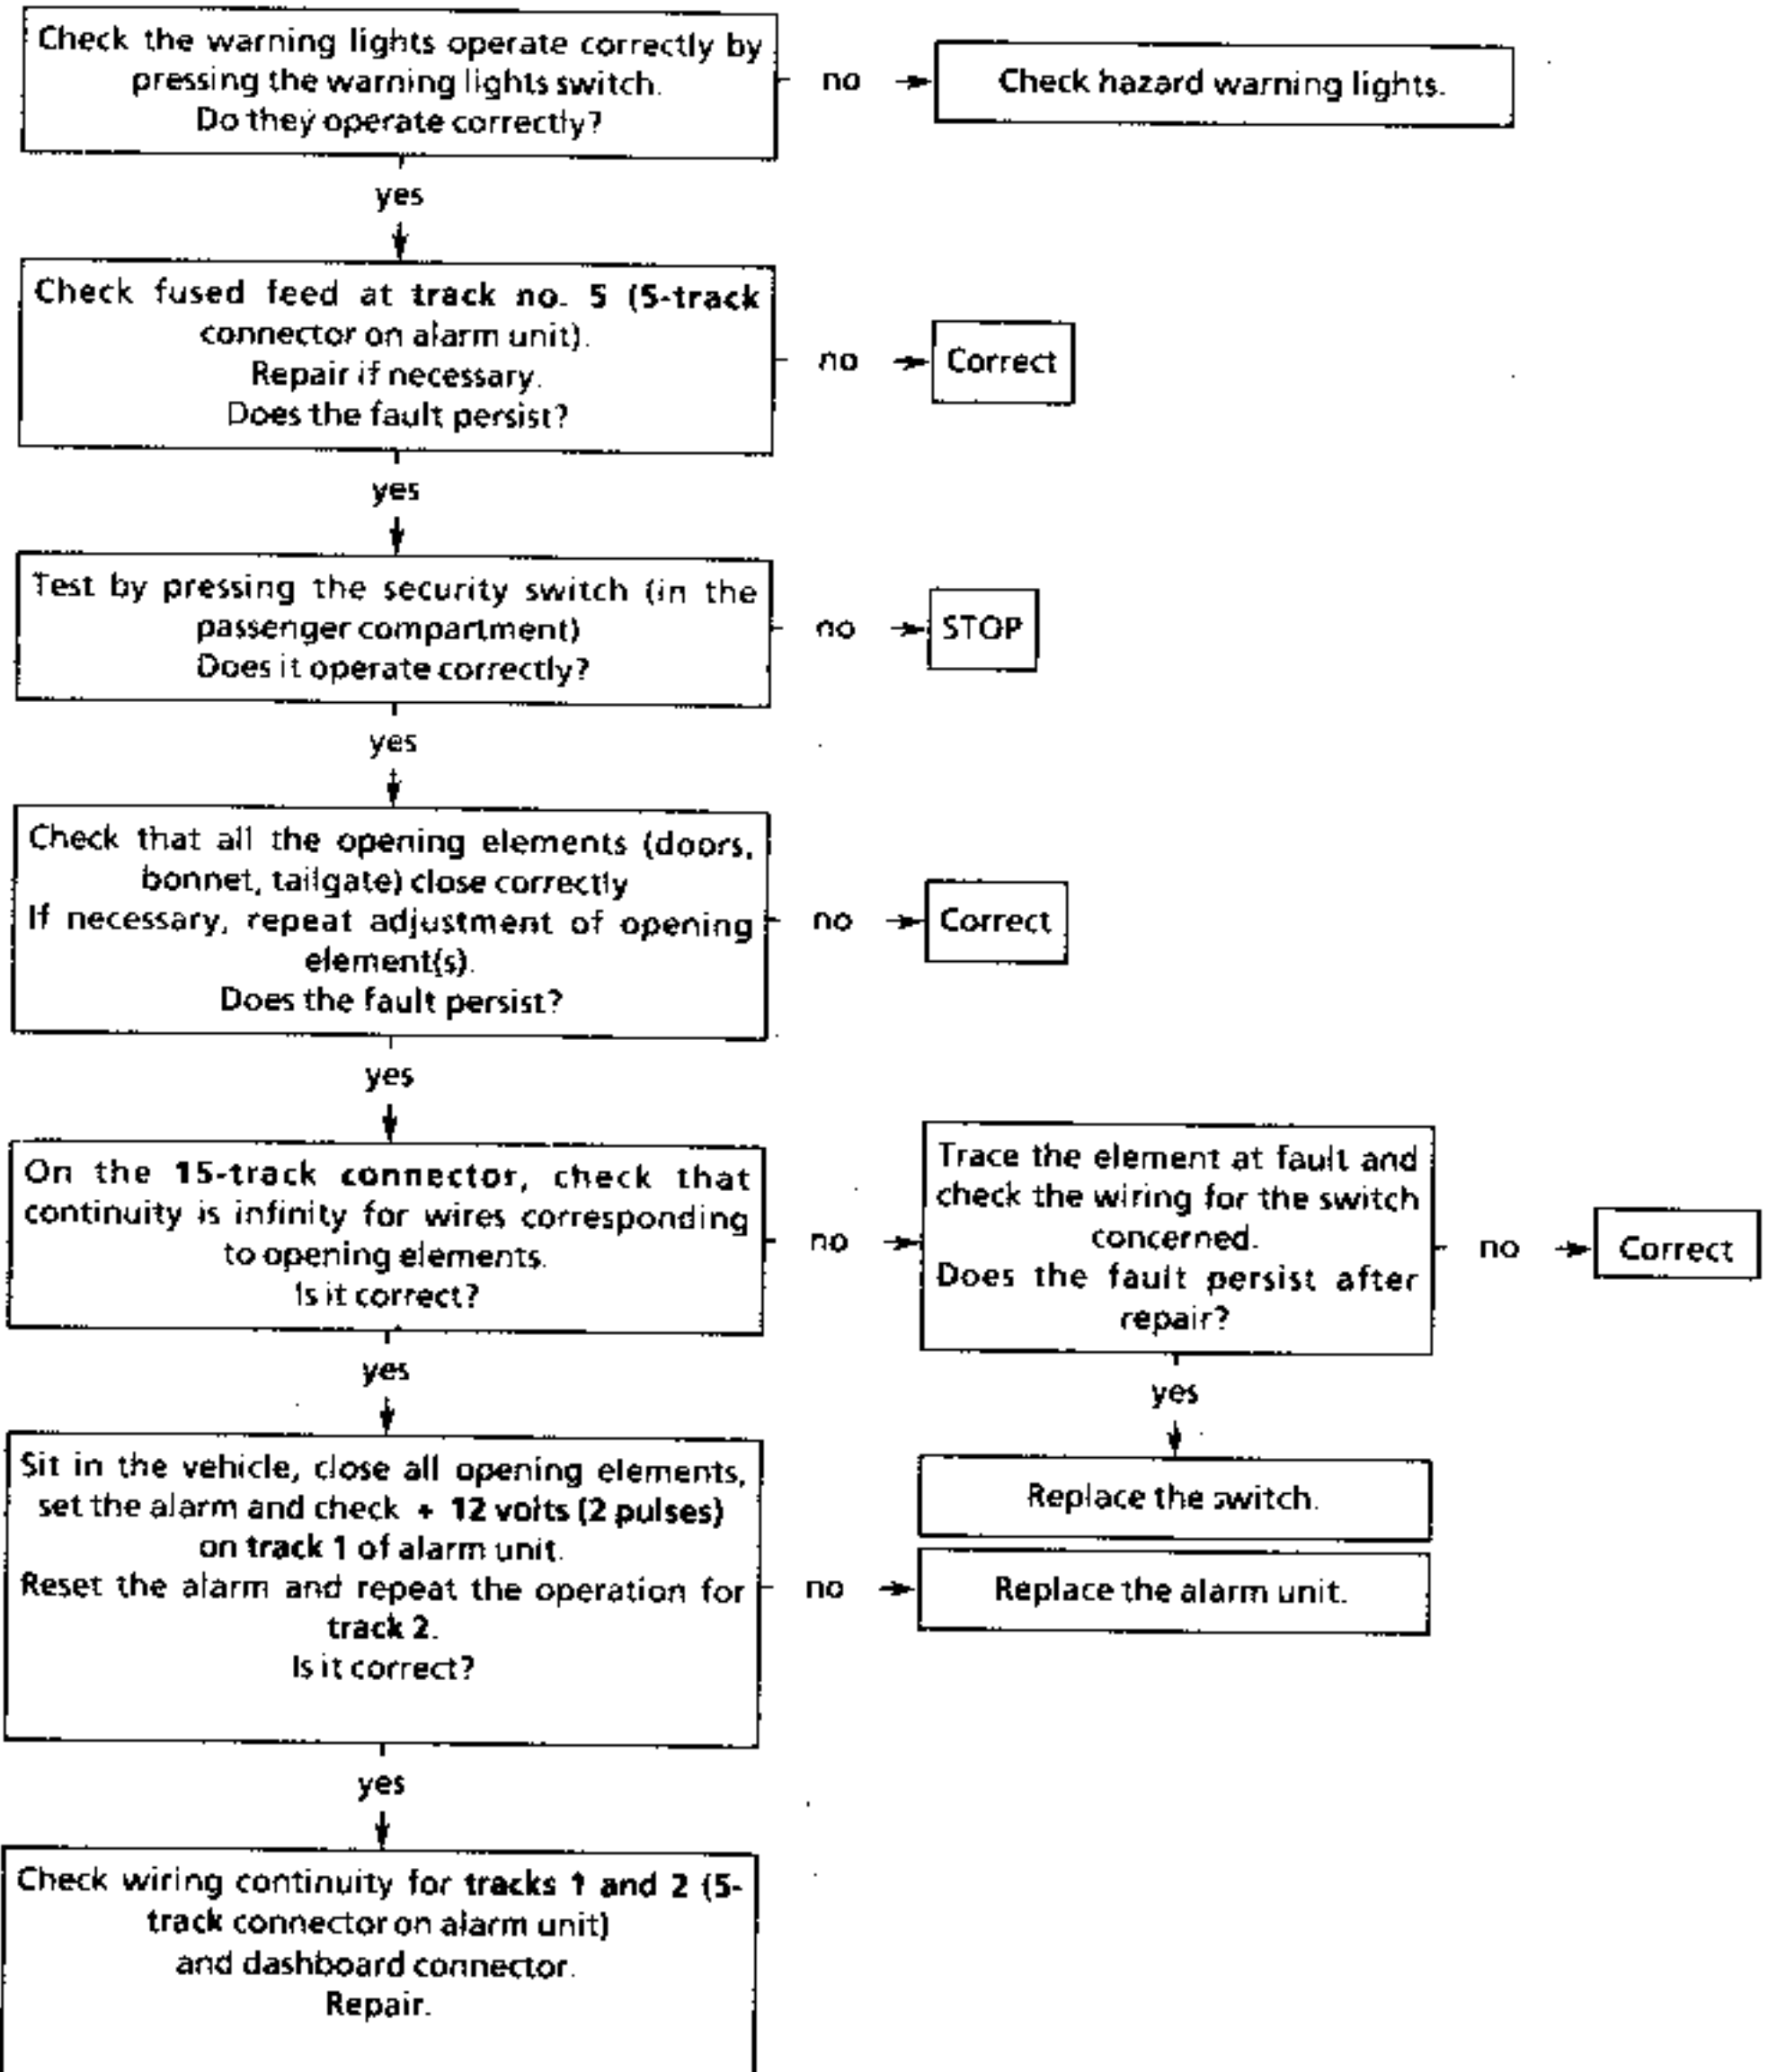 Check the warning lights operate correctly by
pressing the warning lights switch.
Do they operate correctly?
no
Check hazard warning lights.
yes
Check fused feed at track no. 5 (5-track
connector on alarm unit).
Repair if necessary.
Does the fault persist?
no
Correct
yes
Test by pressing the security switch (in the
passenger compartment)
Does it operate correctly?
no
STOP
yes
Check that all the opening elements (doors,
bonnet, tailgate) close correctly
If necessary, repeat adjustment of opening
element(s).
Does the fault persist?
no
Correct
yes
On the 15-track connector, check that
continuity is infinity for wires corresponding
to opening elements.
Is it correct?
no
Trace the element at fault and
check the wiring for the switch
concerned.
Does the fault persist after
repair?
no
Correct
yes
Replace the switch.
yes
Sit in the vehicle, close all opening elements,
set the alarm and check + 12 volts (2 pulses)
on track 1 of alarm unit.
Reset the alarm and repeat the operation for
track 2.
Is it correct?
no
Replace the alarm unit.
yes
Check wiring continuity for tracks 1 and 2 (5-
track connector on alarm unit)
and dashboard connector.
Repair.